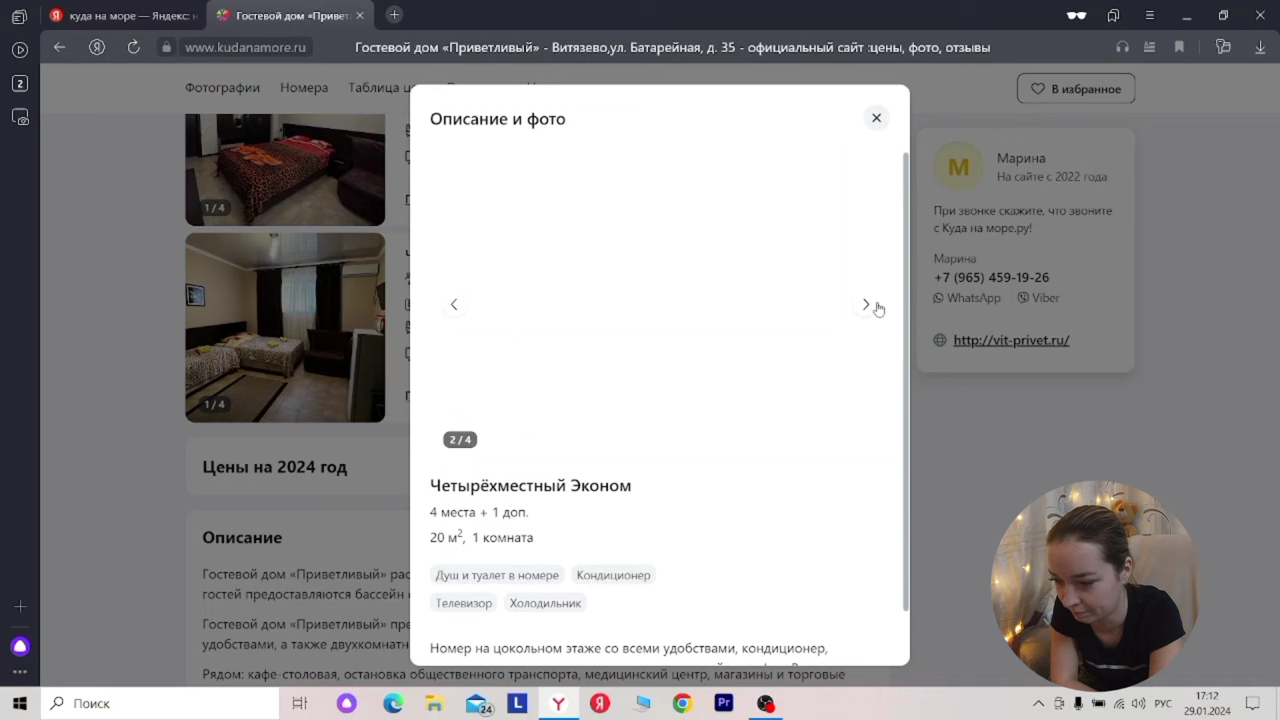 куда на море — Яндекс: н
Гостевой дом «Привет
www.kudanamore.ru
Гостевой дом «Приветливый» - Витязево,ул. Батарейная, д. 35 - официальный сайт :цены, фото, отзывы
2
Фотографии
Номера
Таблица ц
В избранное
1 / 4
1 / 4
Цены на 2024 год
Описание
Гостевой дом «Приветливый» рас
гостей предоставляются бассейн
Гостевой дом «Приветливый» пре
удобствами, а также двухкомнатн
Рядом: кафе-столовая, остановка общественного транспорта, медицинский центр, магазины и торговые
Описание и фото
2 / 4
Четырёхместный Эконом
4 места + 1 доп.
20 м², 1 комната
Душ и туалет в номере
Кондиционер
Телевизор
Холодильник
Номер на цокольном этаже со всеми удобствами, кондиционер,
М
Марина
На сайте с 2022 года
При звонке скажите, что звоните
с Куда на море.ру!
Марина
+7 (965) 459-19-26
WhatsApp
Viber
http://vit-privet.ru/
Поиск
24
L
Y
Я
Pr
РУС
17:12
29.01.2024